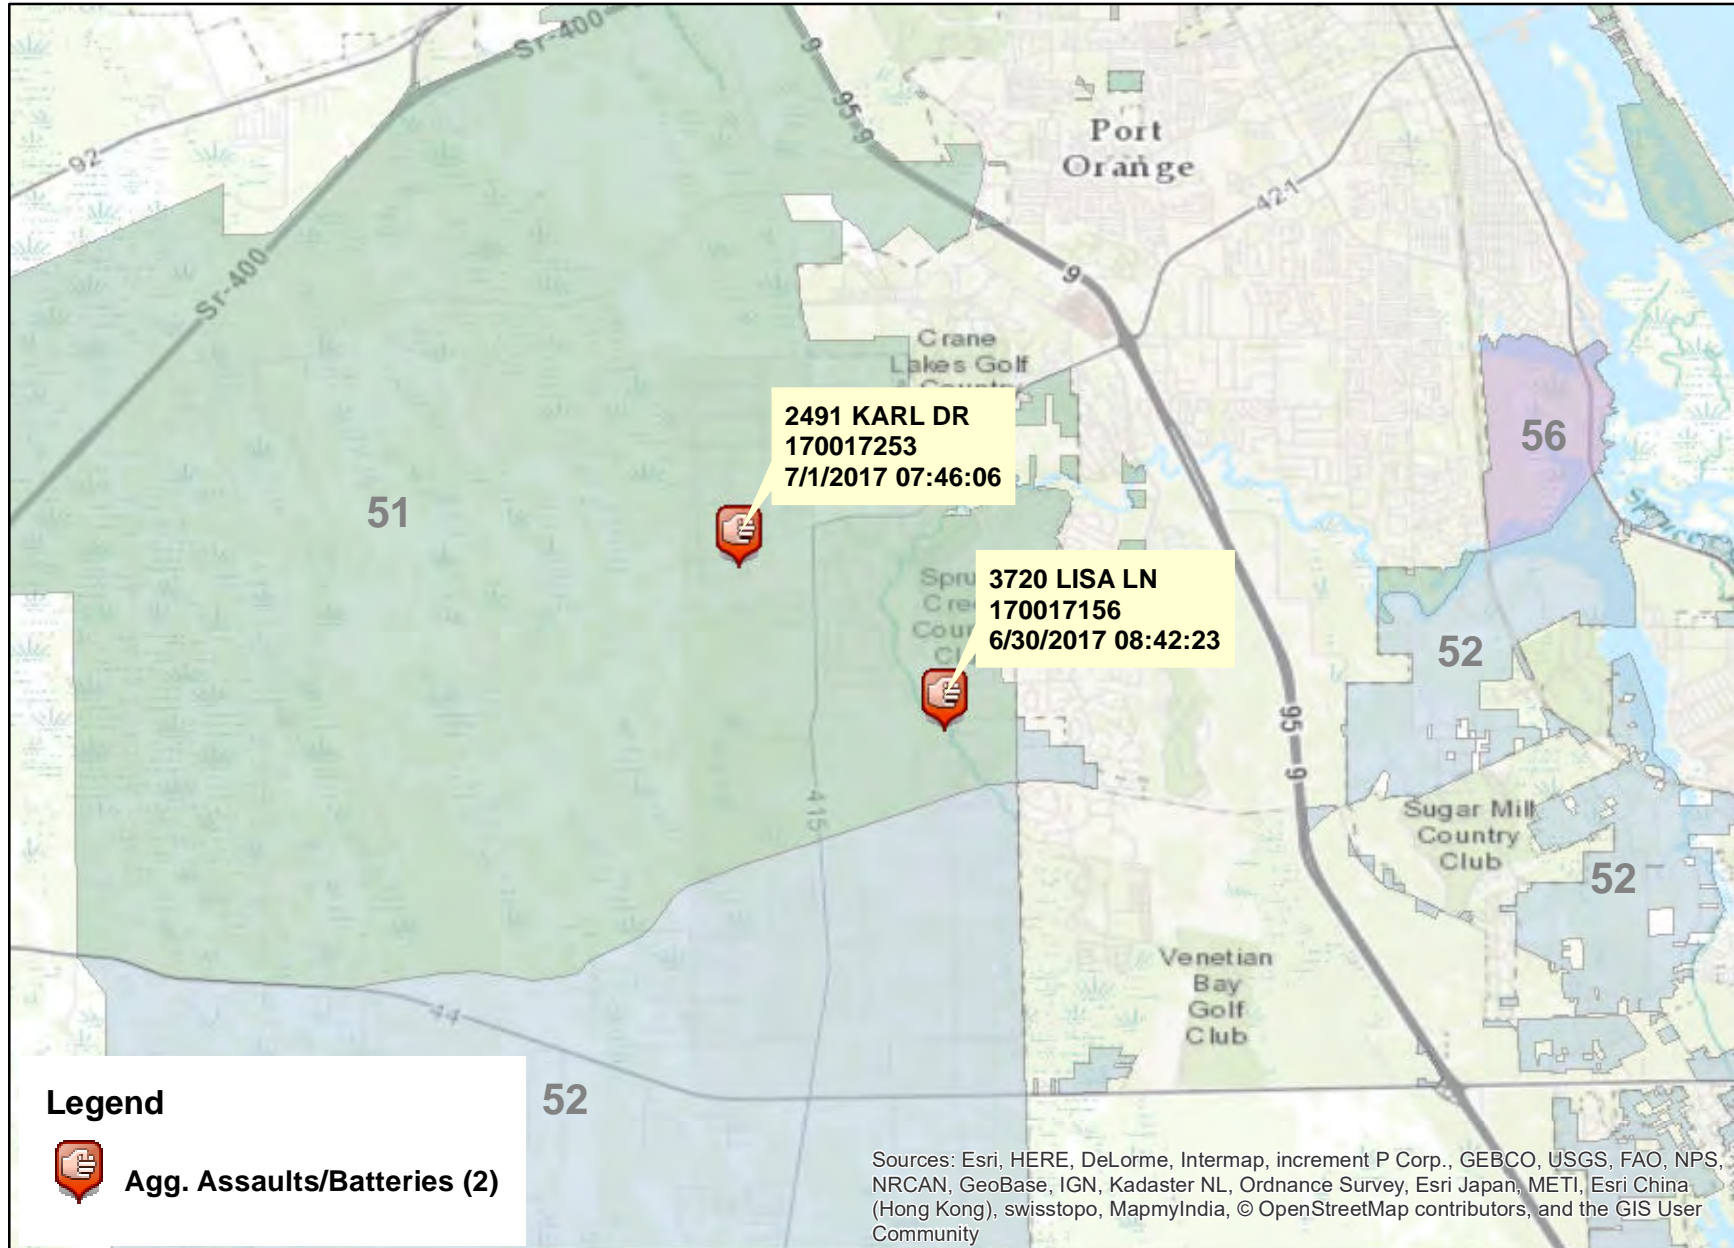 Sr-400
9
92
95-9
Port
Orange
421
Sr-400
9
Crane
Lakes Golf
& Country
2491 KARL DR
170017253
7/1/2017 07:46:06
56
51
3720 LISA LN
170017156
6/30/2017 08:42:23
52
95
9
415
Sugar Mill
Country
Club
52
Venetian
Bay
Golf
Club
44
52
Legend
Agg. Assaults/Batteries (2)
Sources: Esri, HERE, DeLorme, Intermap, increment P Corp., GEBCO, USGS, FAO, NPS,
NRCAN, GeoBase, IGN, Kadaster NL, Ordnance Survey, Esri Japan, METI, Esri China
(Hong Kong), swisstopo, MapmyIndia, © OpenStreetMap contributors, and the GIS User
Community